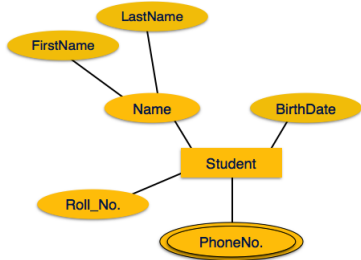 LastName
FirstName
Name
BirthDate
Student
Roll_No.
PhoneNo.